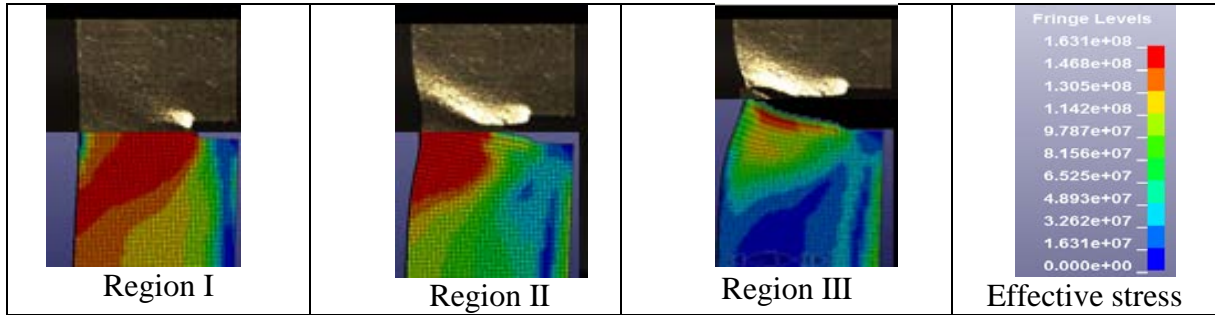 Fringe Levels
1.631e+08
1.468e+08
1.305e+08
1.142e+08
9.787e+07
8.156e+07
6.525e+07
4.893e+07
3.262e+07
1.631e+07
0.000e+00
Region I
Region II
Region III
Effective stress